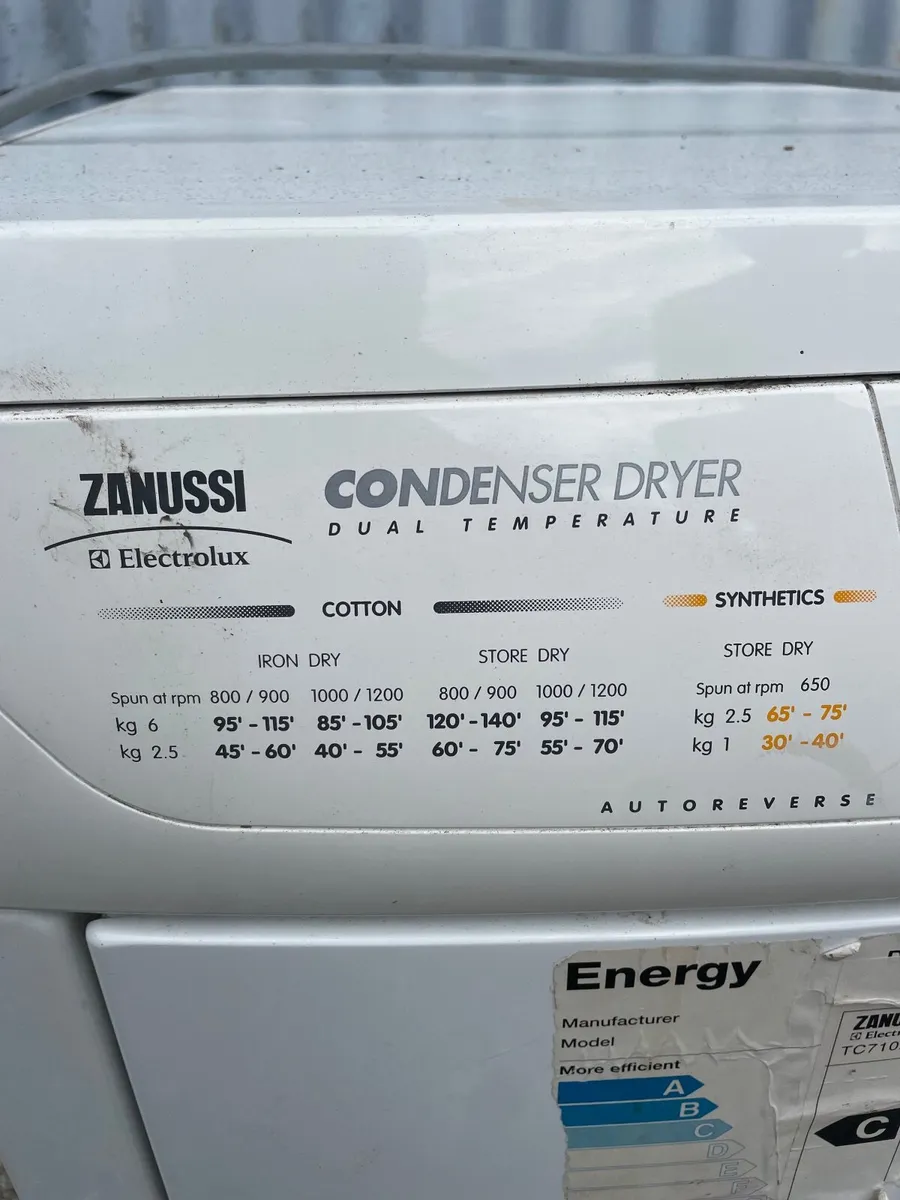 ZANUSSI
Electrolux
CONDENSER DRYER
DUAL TEMPERATURE
COTTON
SYNTHETICS
IRON DRY STORE DRY STORE DRY
Spun at rpm 800 / 900 1000 / 1200 800 / 900 1000 / 1200 Spun at rpm 650
kg 6 95' - 115' 85' - 105' 120' - 140' 95' - 115' kg 2.5 65' - 75'
kg 2.5 45' - 60' 40' - 55' 60' - 75' 55' - 70' kg 1 30' - 40'
AUTOREVERSE
Energy
Manufacturer
Model
More efficient
A
B
C
D
E
F
ZANU
Electr
TC710
C